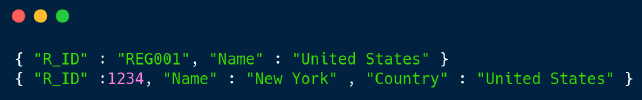 { "R_ID" : "REG001", "Name" : "United States" }
{ "R_ID" :1234, "Name" : "New York" , "Country" : "United States" }